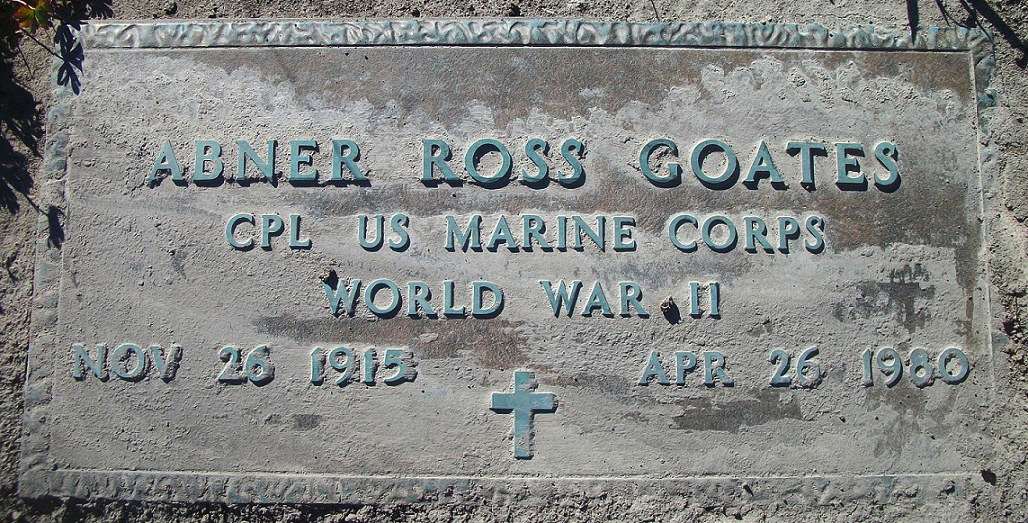 ABNER ROSS GOATES
CPL US MARINE CORPS
WORLD WAR II
NOV 26 1915 APR 26 1980